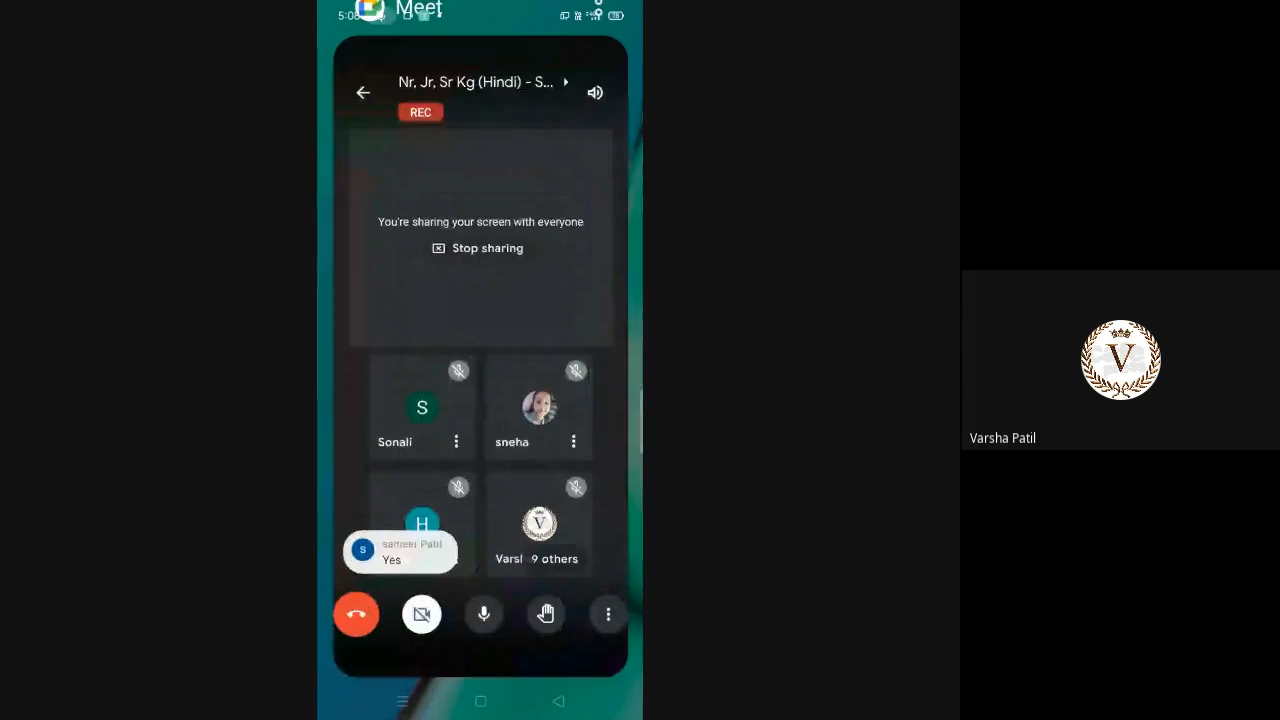 Meet
5:08
Nr, Jr, Sr Kg (Hindi) - S...
REC
You're sharing your screen with everyone
Stop sharing
S
Sonali
sneha
H
V
S
sameer Patil
Yes
Varsl 9 others
V
Varsha Patil